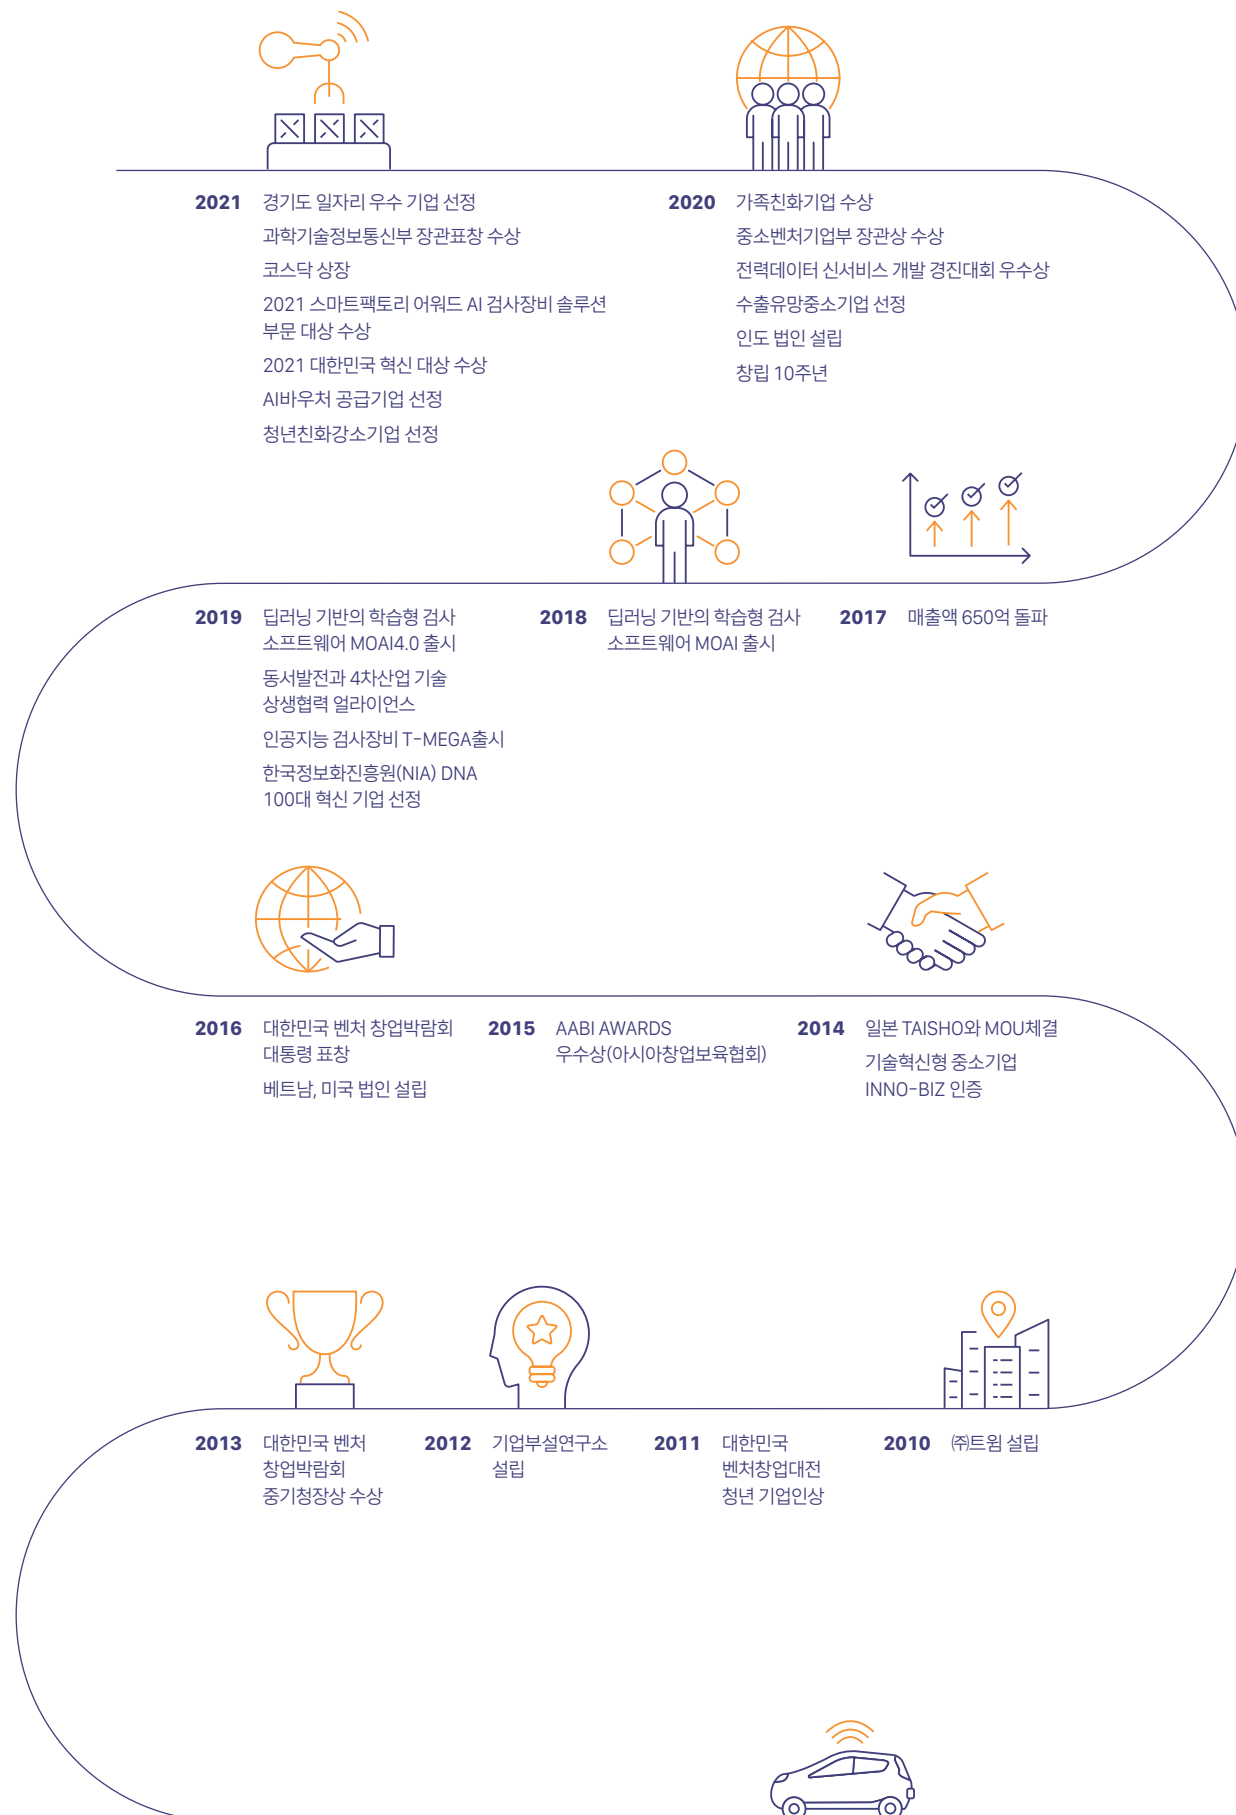 2021 경기도 일자리 우수 기업 선정
과학기술정보통신부 장관표창 수상
코스닥 상장
2021 스마트팩토리 어워드 AI 검사장비 솔루션
부문 대상 수상
2021 대한민국 혁신 대상 수상
AI바우처 공급기업 선정
청년친화강소기업 선정
2020 가족친화기업 수상
중소벤처기업부 장관상 수상
전력데이터 신서비스 개발 경진대회 우수상
수출유망중소기업 선정
인도 법인 설립
창립 10주년
2019 딥러닝 기반의 학습형 검사
소프트웨어 MOAI4.0 출시
동서발전과 4차산업 기술
상생협력 얼라이언스
인공지능 검사장비 T-MEGA출시
한국정보화진흥원(NIA) DNA
100대 혁신 기업 선정
2018 딥러닝 기반의 학습형 검사
소프트웨어 MOAI 출시
2017 매출액 650억 돌파
2016 대한민국 벤처 창업박람회
대통령 표창
베트남, 미국 법인 설립
2015 AABI AWARDS
우수상(아시아창업보육협회)
2014 일본 TAISHO와 MOU체결
기술혁신형 중소기업
INNO-BIZ 인증
2013 대한민국 벤처
창업박람회
중기청장상 수상
2012 기업부설연구소
설립
2011 대한민국
벤처창업대전
청년 기업인상
2010 ㈜트윔 설립